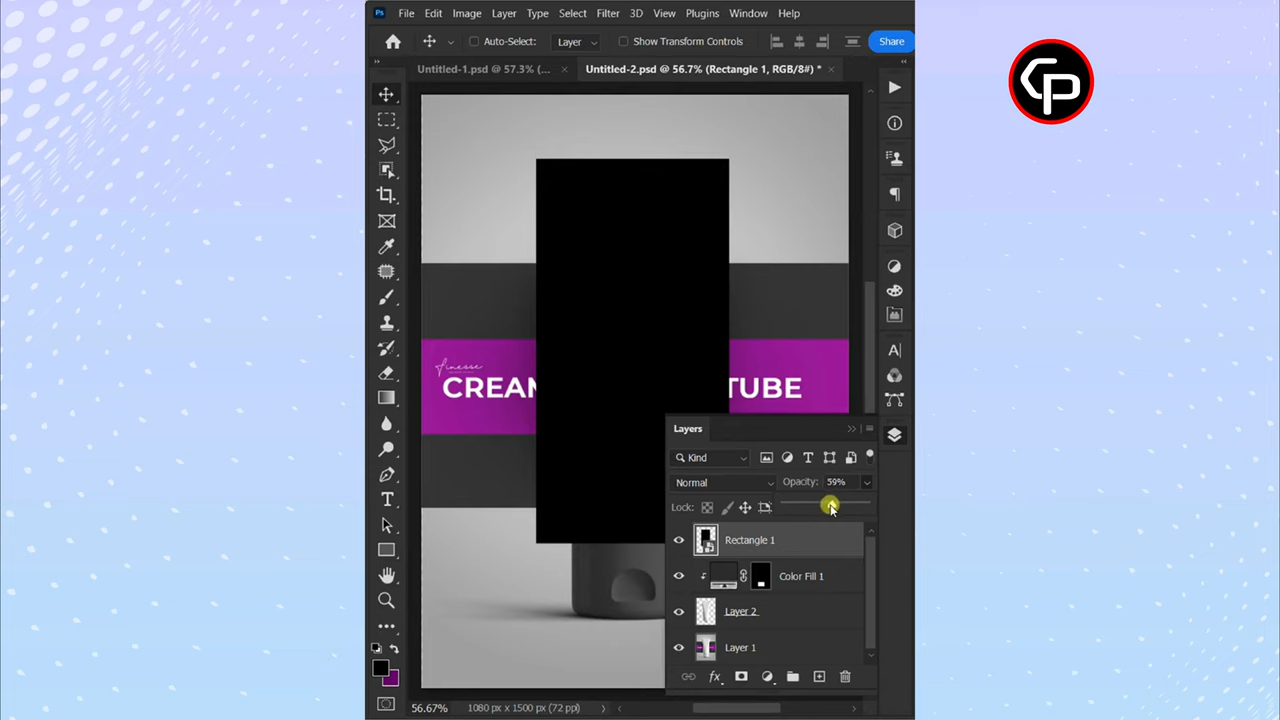 Ps File Edit Image Layer Type Select Filter 3D View Plugins Window Help
Auto-Select: Layer Show Transform Controls Share
Untitled-1.psd @ 57.3% (... Untitled-2.psd @ 56.7% (Rectangle 1, RGB/8#) *
finesse
CREAM TUBE
Layers
Kind
Normal Opacity: 59%
Lock:
Rectangle 1
Color Fill 1
Layer 2
Layer 1
fx
56.67% 1080 px x 1500 px (72 ppi)